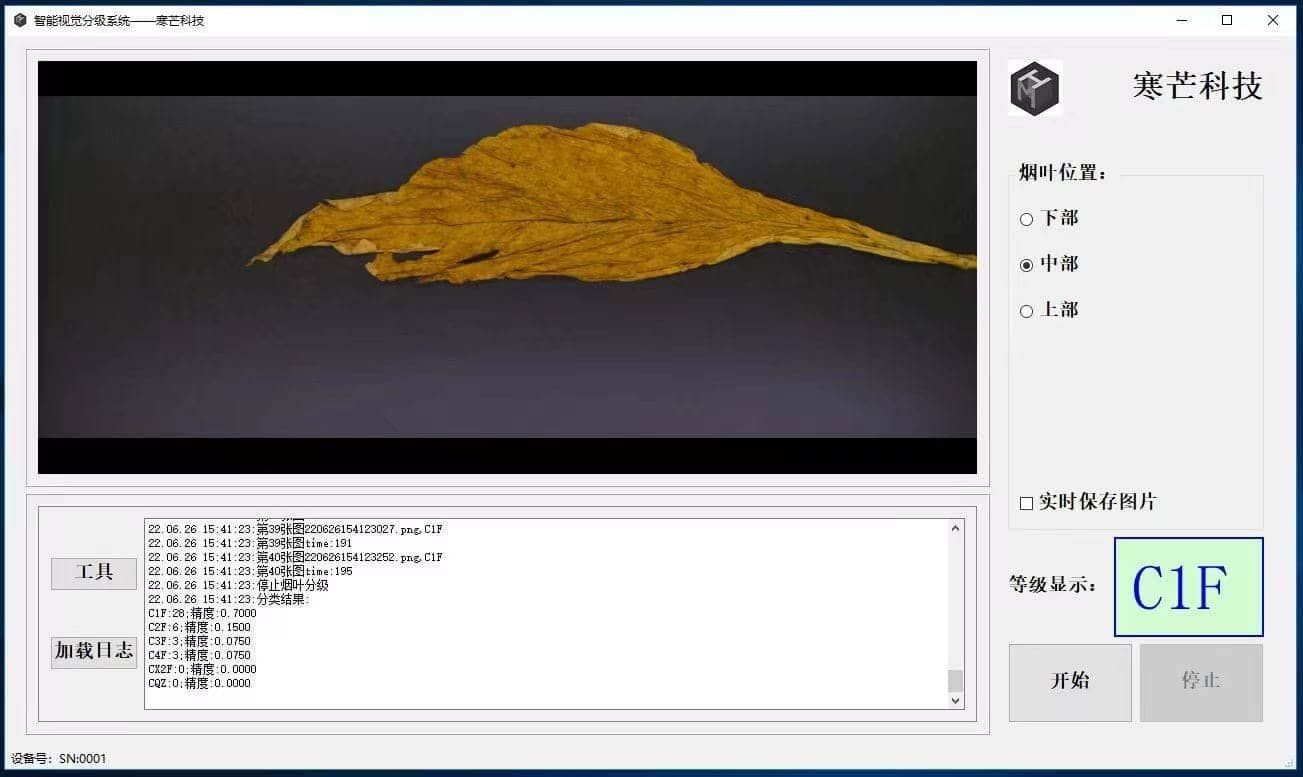 智能视觉分级系统——寒芒科技
寒芒科技
烟叶位置：
下部
中部
上部
实时保存图片
等级显示：
C1F
开始
停止
工具
加载日志
22.06.26 15:41:23:第39张图220626154123027.png,C1F
22.06.26 15:41:23:第39张图time:191
22.06.26 15:41:23:第40张图220626154123252.png,C1F
22.06.26 15:41:23:第40张图time:195
22.06.26 15:41:23:停止烟叶分级
22.06.26 15:41:23:分类结果:
C1F:28;精度:0.7000
C2F:6;精度:0.1500
C3F:3;精度:0.0750
C4F:3;精度:0.0750
CX2F:0;精度:0.0000
CQZ:0;精度:0.0000
设备号：SN:0001